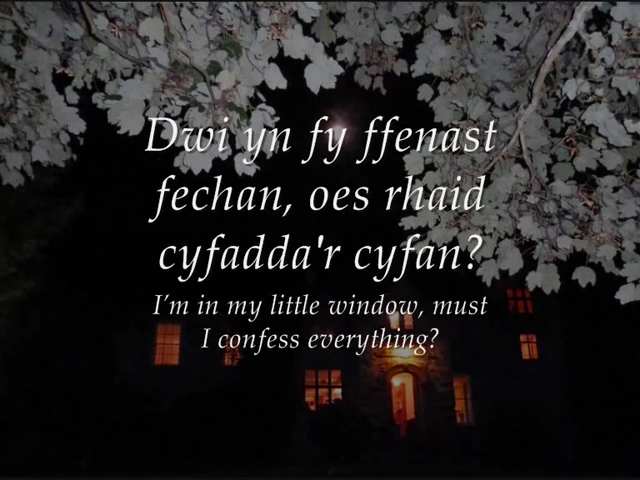 Dwi yn fy ffenast
fechan, oes rhaid
cyfadda'r cyfan?
I'm in my little window, must
I confess everything?